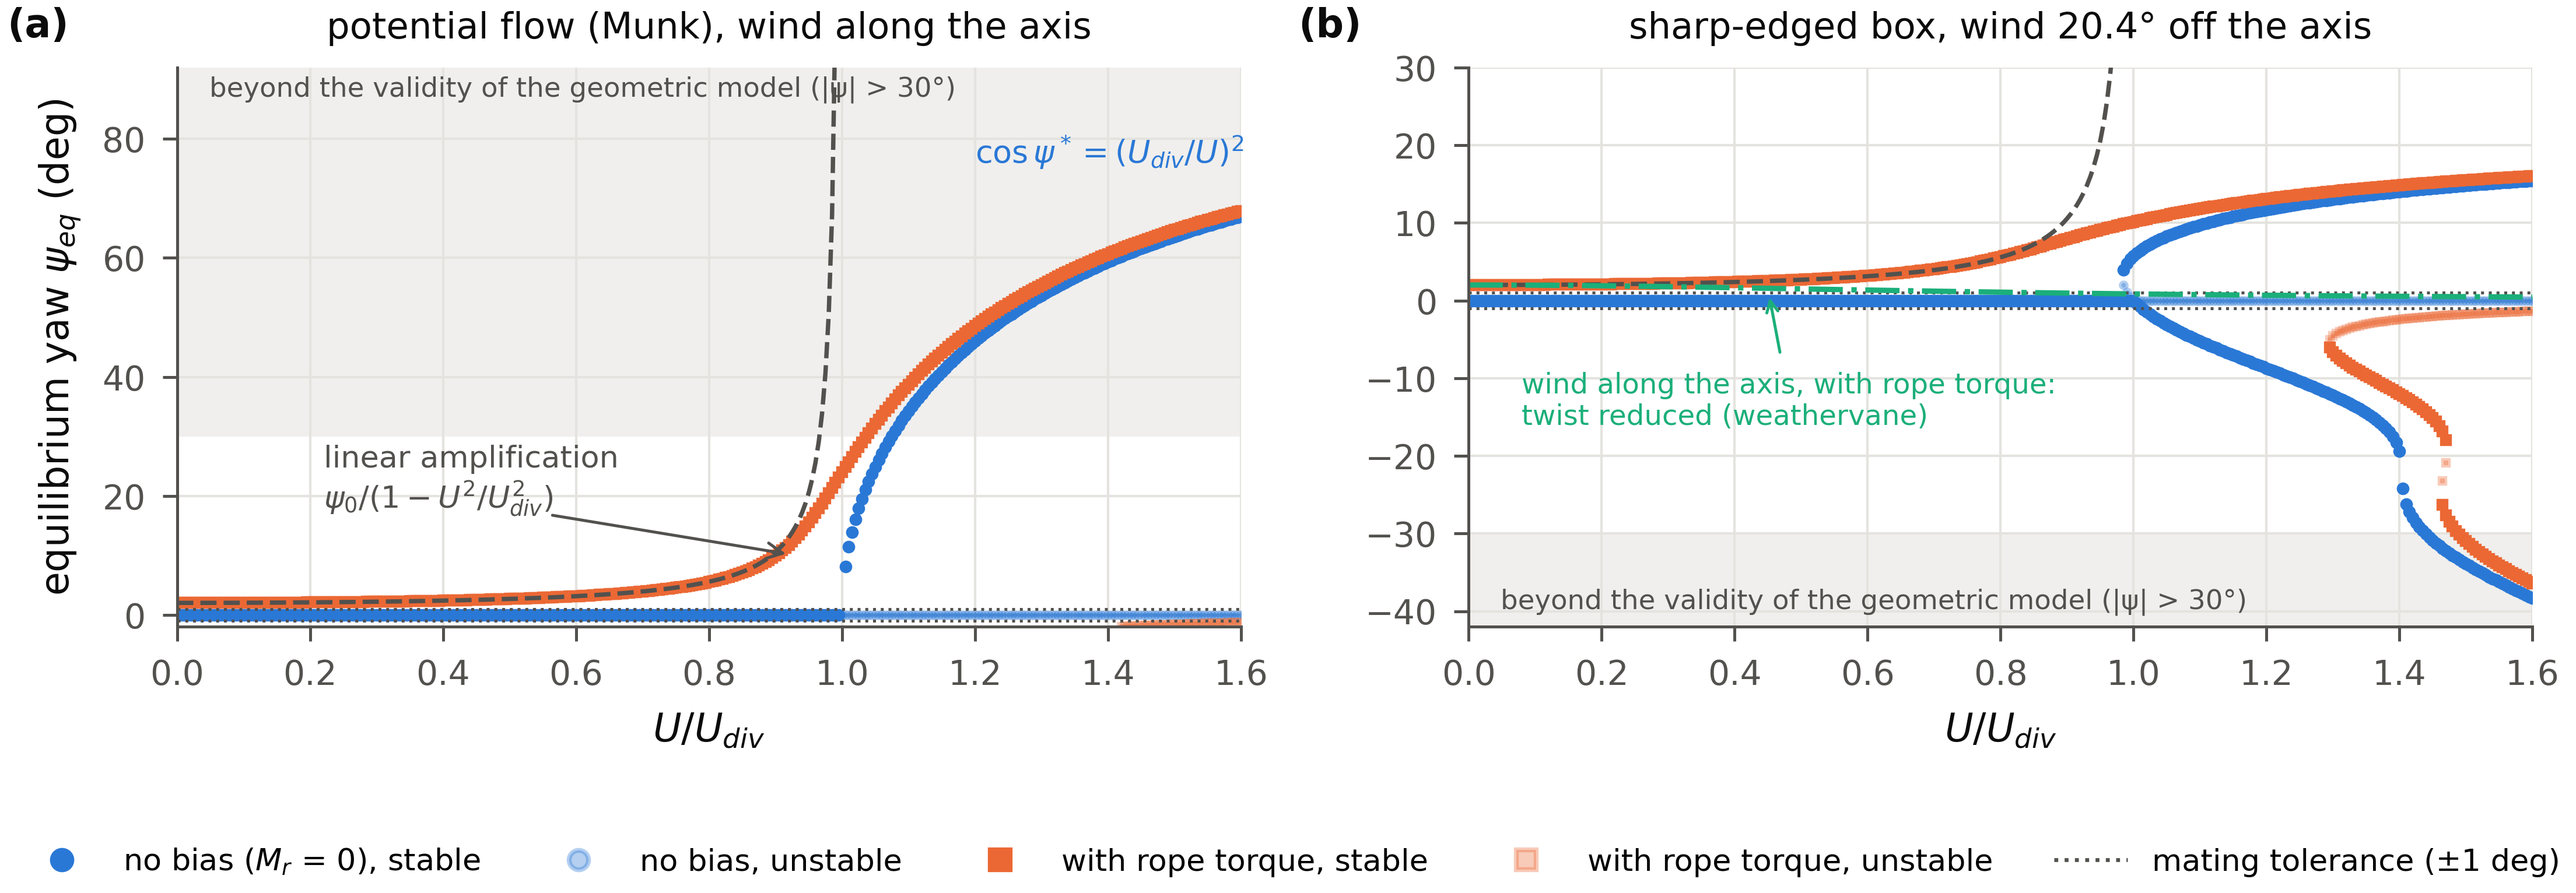 (a)
potential flow (Munk), wind along the axis
beyond the validity of the geometric model (|ψ| > 30°)
cos ψ* = (U_div/U)²
linear amplification
ψ₀/(1 − U²/U²_div)
equilibrium yaw ψ_eq (deg)
80
60
40
20
0
0.0 0.2 0.4 0.6 0.8 1.0 1.2 1.4 1.6
U/U_div
(b)
sharp-edged box, wind 20.4° off the axis
30
20
10
0
−10
−20
−30
−40
wind along the axis, with rope torque:
twist reduced (weathervane)
beyond the validity of the geometric model (|ψ| > 30°)
0.0 0.2 0.4 0.6 0.8 1.0 1.2 1.4 1.6
U/U_div
no bias (M_r = 0), stable
no bias, unstable
with rope torque, stable
with rope torque, unstable
mating tolerance (±1 deg)